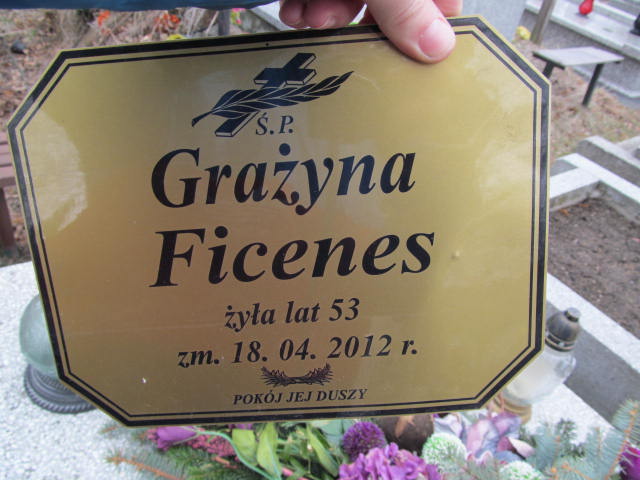 Ś.P.
Grażyna
Ficenes
żyła lat 53
zm. 18. 04. 2012 r.
POKÓJ JEJ DUSZY